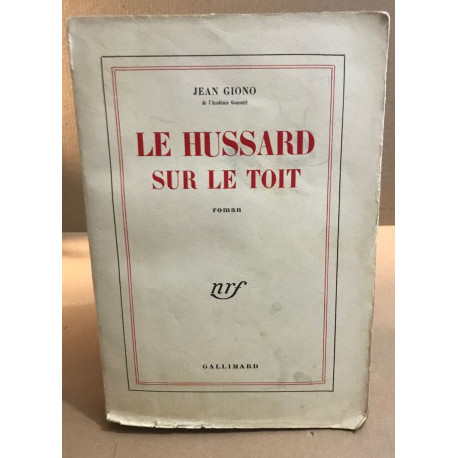 JEAN GIONO
de l'Académie Goncourt
LE HUSSARD
SUR LE TOIT
roman
nrf
GALLIMARD